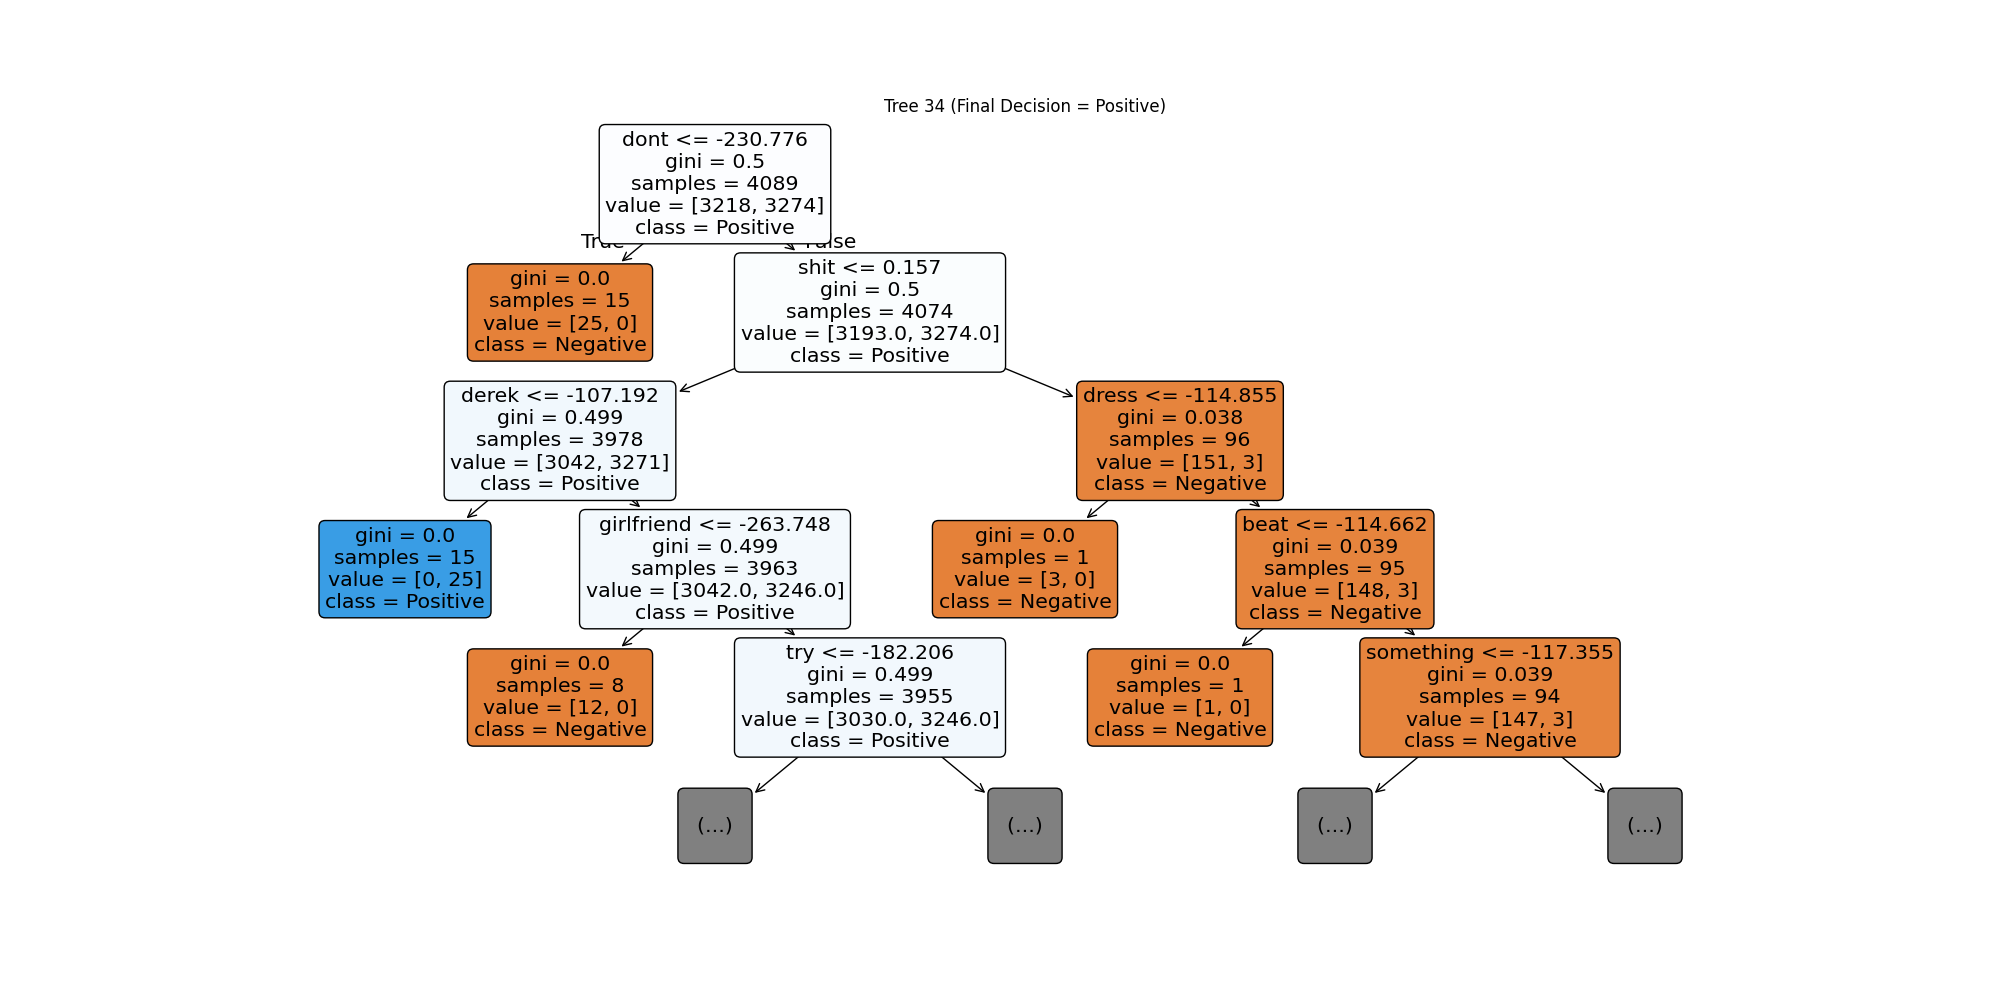 Tree 34 (Final Decision = Positive)
dont <= -230.776
gini = 0.5
samples = 4089
value = [3218, 3274]
class = Positive
True
False
gini = 0.0
samples = 15
value = [25, 0]
class = Negative
shit <= 0.157
gini = 0.5
samples = 4074
value = [3193.0, 3274.0]
class = Positive
derek <= -107.192
gini = 0.499
samples = 3978
value = [3042, 3271]
class = Positive
dress <= -114.855
gini = 0.038
samples = 96
value = [151, 3]
class = Negative
gini = 0.0
samples = 15
value = [0, 25]
class = Positive
girlfriend <= -263.748
gini = 0.499
samples = 3963
value = [3042.0, 3246.0]
class = Positive
gini = 0.0
samples = 1
value = [3, 0]
class = Negative
beat <= -114.662
gini = 0.039
samples = 95
value = [148, 3]
class = Negative
gini = 0.0
samples = 8
value = [12, 0]
class = Negative
try <= -182.206
gini = 0.499
samples = 3955
value = [3030.0, 3246.0]
class = Positive
gini = 0.0
samples = 1
value = [1, 0]
class = Negative
something <= -117.355
gini = 0.039
samples = 94
value = [147, 3]
class = Negative
(...)
(...)
(...)
(...)